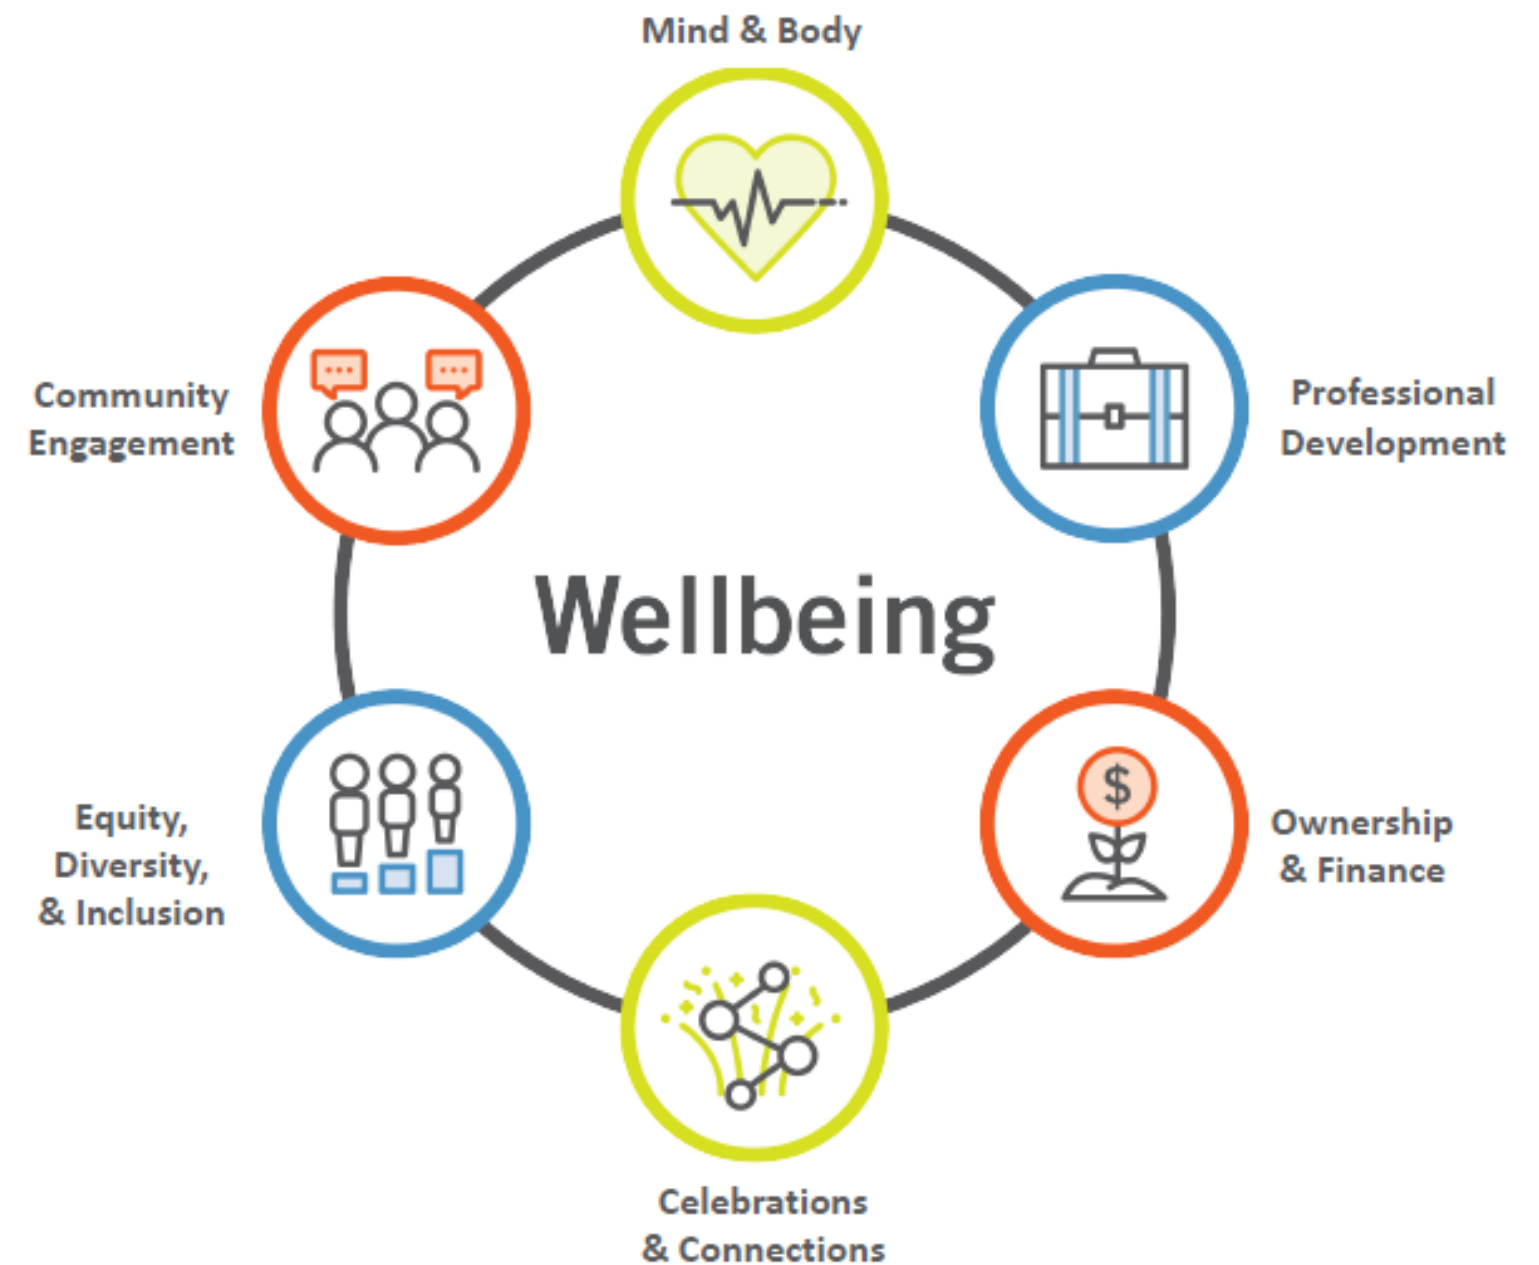 Mind & Body
Community
Engagement
Professional
Development
Wellbeing
Equity,
Diversity,
& Inclusion
$
Ownership
& Finance
Celebrations
& Connections